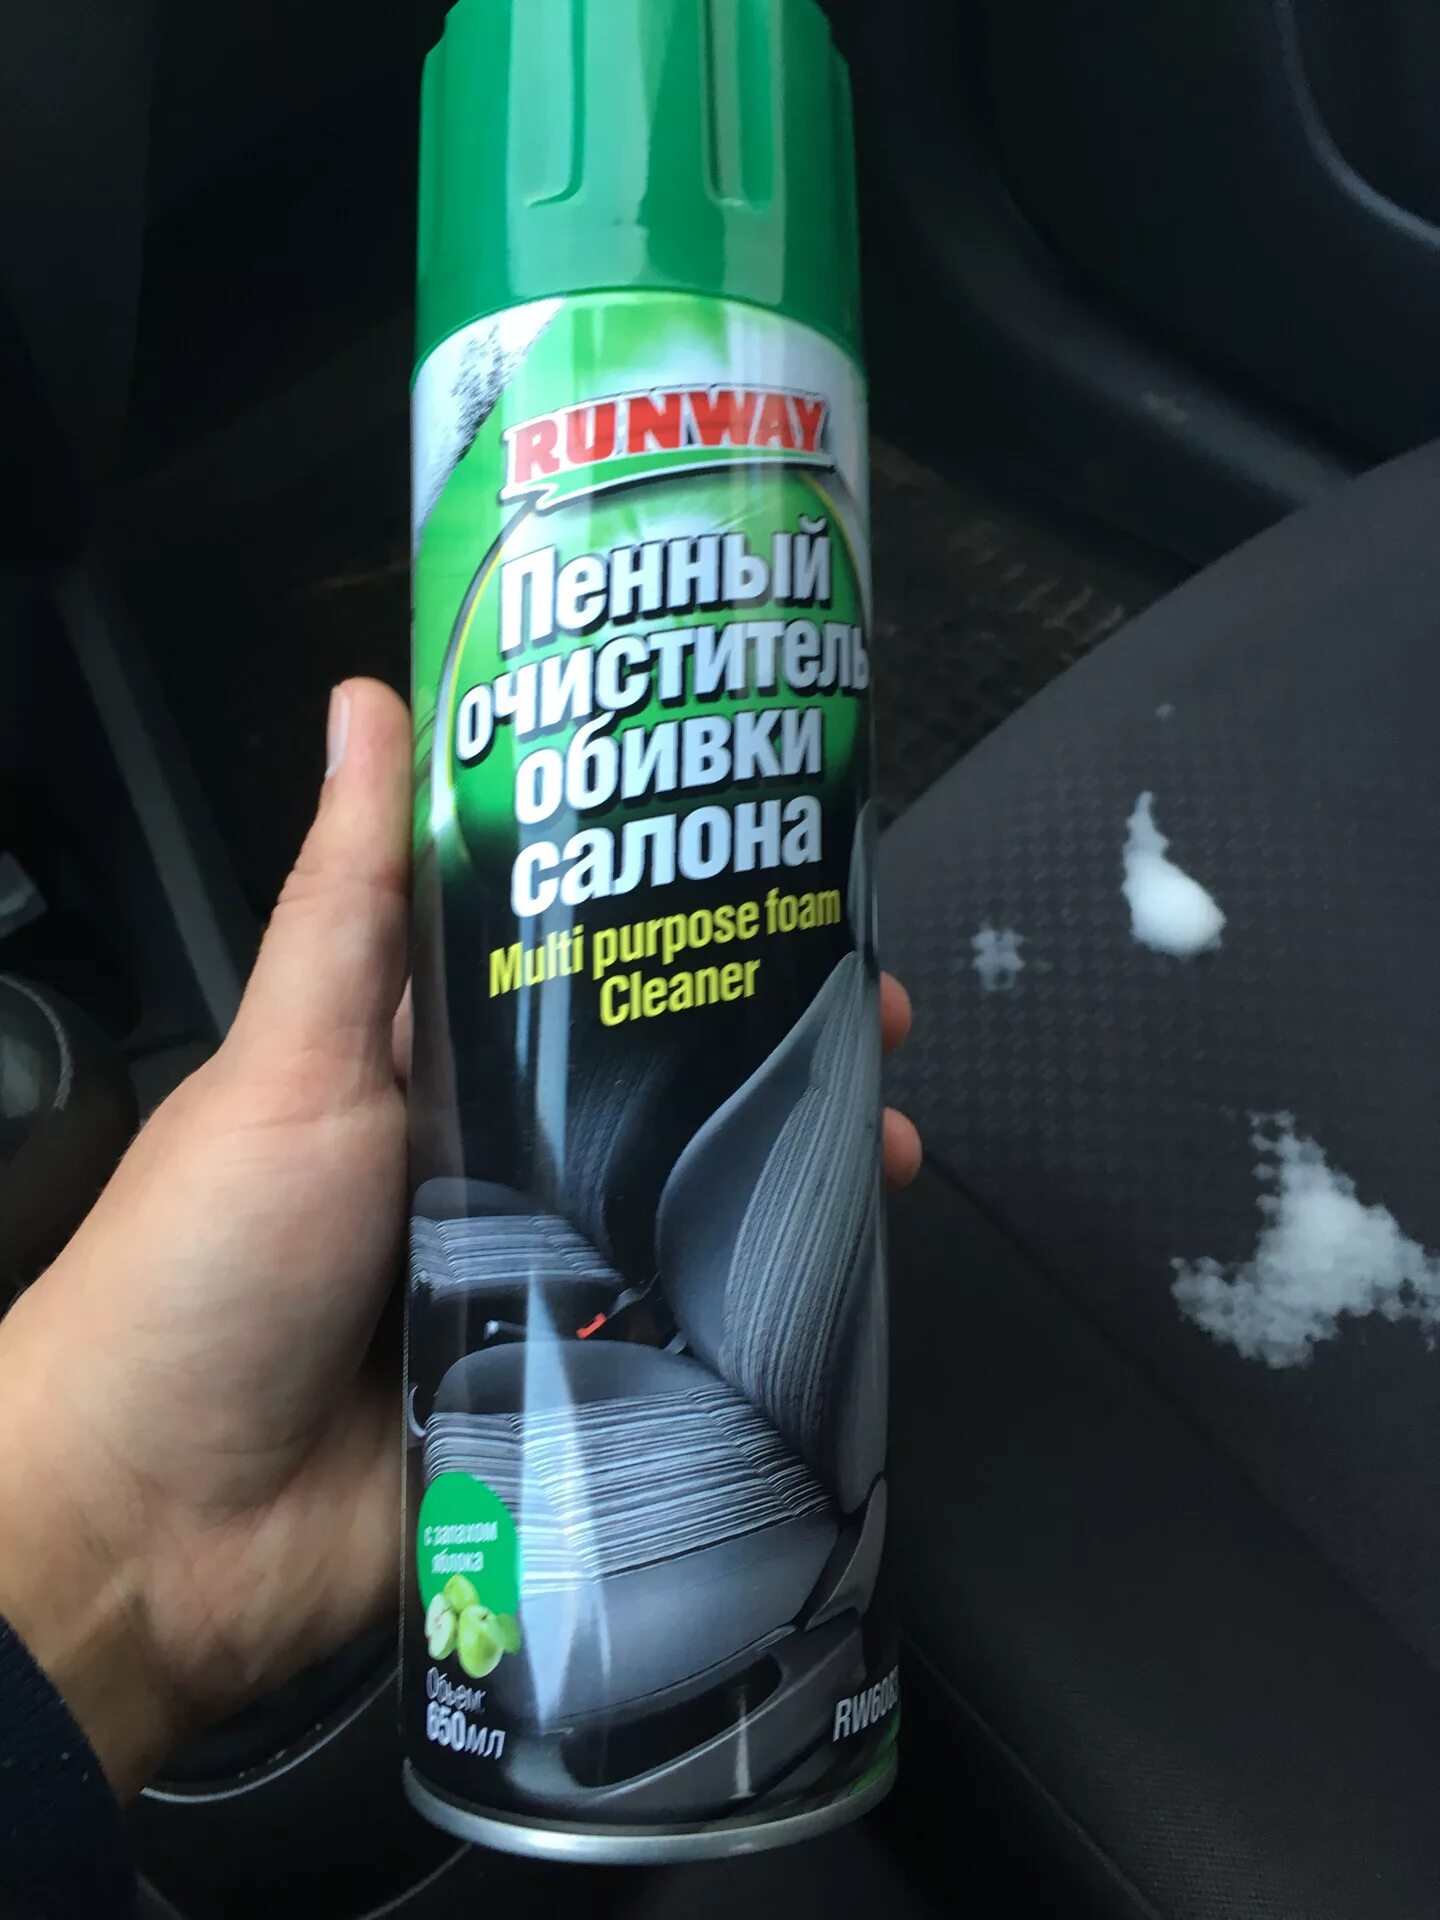 RUNWAY
Пенный
очиститель
обивки
салона
Multi purpose foam
Cleaner
с запахом
яблока
Объем:
650мл